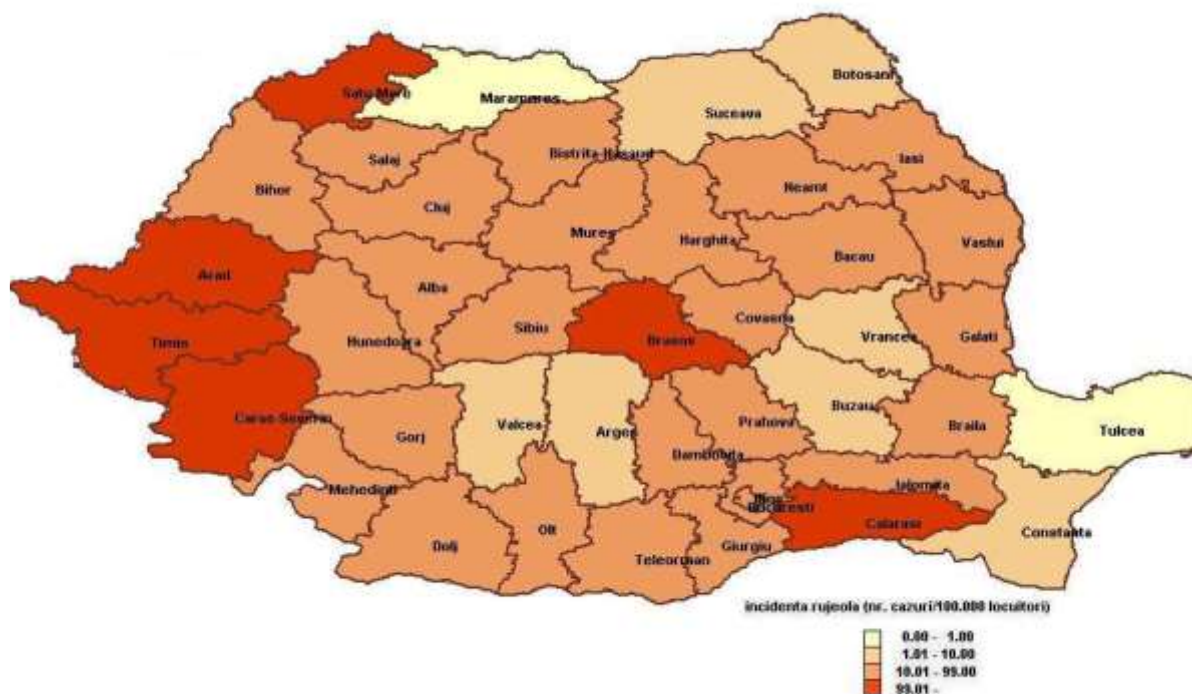 Botosani
Satu Mare
Maramures
Suceava
Salaj
Bistrita-Nasaud
Iasi
Bihor
Cluj
Neamt
Mures
Harghita
Vaslui
Bacau
Arad
Alba
Timis
Hunedoara
Sibiu
Brasov
Covasna
Vrancea
Galati
Caras-Severin
Gorj
Valcea
Arges
Prahova
Buzau
Braila
Tulcea
Dambovita
Mehedinti
Ilfov
Bucuresti
Ialomita
Calarasi
Constanta
Dolj
Olt
Teleorman
Giurgiu
incidenta rujeola (nr. cazuri/100.000 locuitori)
0.00 - 1.00
1.01 - 10.00
10.01 - 99.00
99.01 -